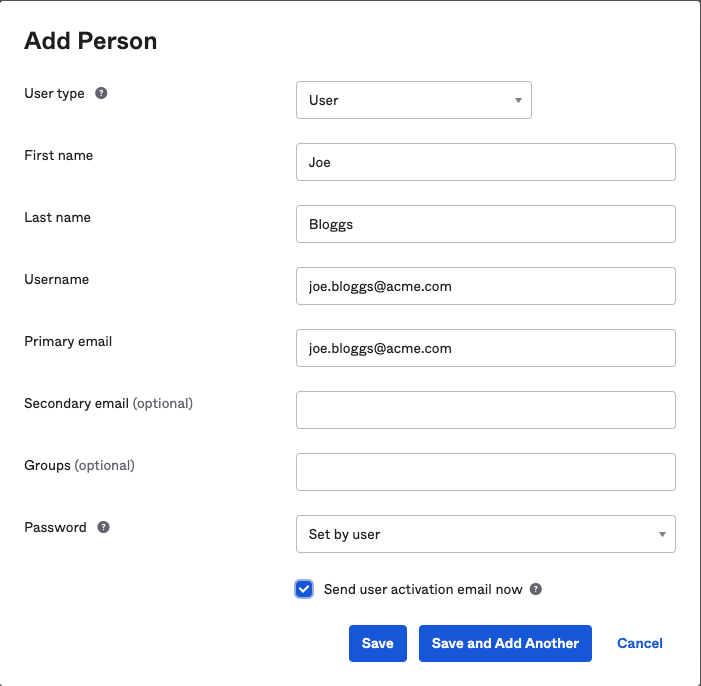 Add Person
User type ?
User
First name
Joe
Last name
Bloggs
Username
joe.bloggs@acme.com
Primary email
joe.bloggs@acme.com
Secondary email (optional)
Groups (optional)
Password ?
Set by user
Send user activation email now ?
Save
Save and Add Another
Cancel